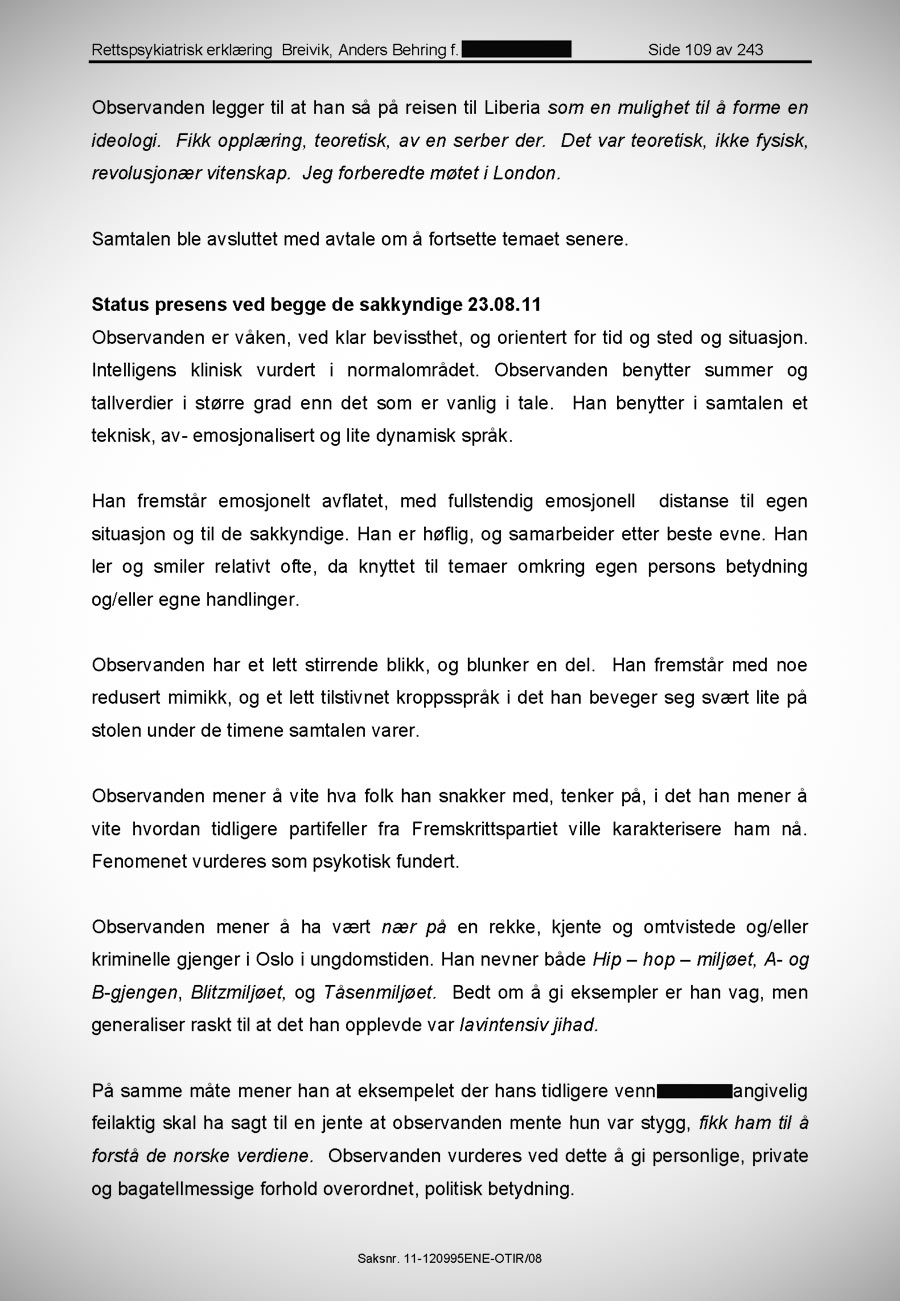 Rettspsykiatrisk erklæring  Breivik, Anders Behring f. Side 109 av 243
Observanden legger til at han så på reisen til Liberia som en mulighet til å forme en
ideologi.  Fikk opplæring, teoretisk, av en serber der.  Det var teoretisk, ikke fysisk,
revolusjonær vitenskap.  Jeg forberedte møtet i London.
Samtalen ble avsluttet med avtale om å fortsette temaet senere.
Status presens ved begge de sakkyndige 23.08.11
Observanden er våken, ved klar bevissthet, og orientert for tid og sted og situasjon.
Intelligens klinisk vurdert i normalområdet. Observanden benytter summer og
tallverdier i større grad enn det som er vanlig i tale.  Han benytter i samtalen et
teknisk, av- emosjonalisert og lite dynamisk språk.
Han fremstår emosjonelt avflatet, med fullstendig emosjonell  distanse til egen
situasjon og til de sakkyndige. Han er høflig, og samarbeider etter beste evne. Han
ler og smiler relativt ofte, da knyttet til temaer omkring egen persons betydning
og/eller egne handlinger.
Observanden har et lett stirrende blikk, og blunker en del.  Han fremstår med noe
redusert mimikk, og et lett tilstivnet kroppsspråk i det han beveger seg svært lite på
stolen under de timene samtalen varer.
Observanden mener å vite hva folk han snakker med, tenker på, i det han mener å
vite hvordan tidligere partifeller fra Fremskrittspartiet ville karakterisere ham nå.
Fenomenet vurderes som psykotisk fundert.
Observanden mener å ha vært nær på en rekke, kjente og omtvistede og/eller
kriminelle gjenger i Oslo i ungdomstiden. Han nevner både Hip – hop – miljøet, A- og
B-gjengen, Blitzmiljøet, og Tåsenmiljøet.  Bedt om å gi eksempler er han vag, men
generaliser raskt til at det han opplevde var lavintensiv jihad.
På samme måte mener han at eksempelet der hans tidligere venn angivelig
feilaktig skal ha sagt til en jente at observanden mente hun var stygg, fikk ham til å
forstå de norske verdiene.  Observanden vurderes ved dette å gi personlige, private
og bagatellmessige forhold overordnet, politisk betydning.
Saksnr. 11-120995ENE-OTIR/08